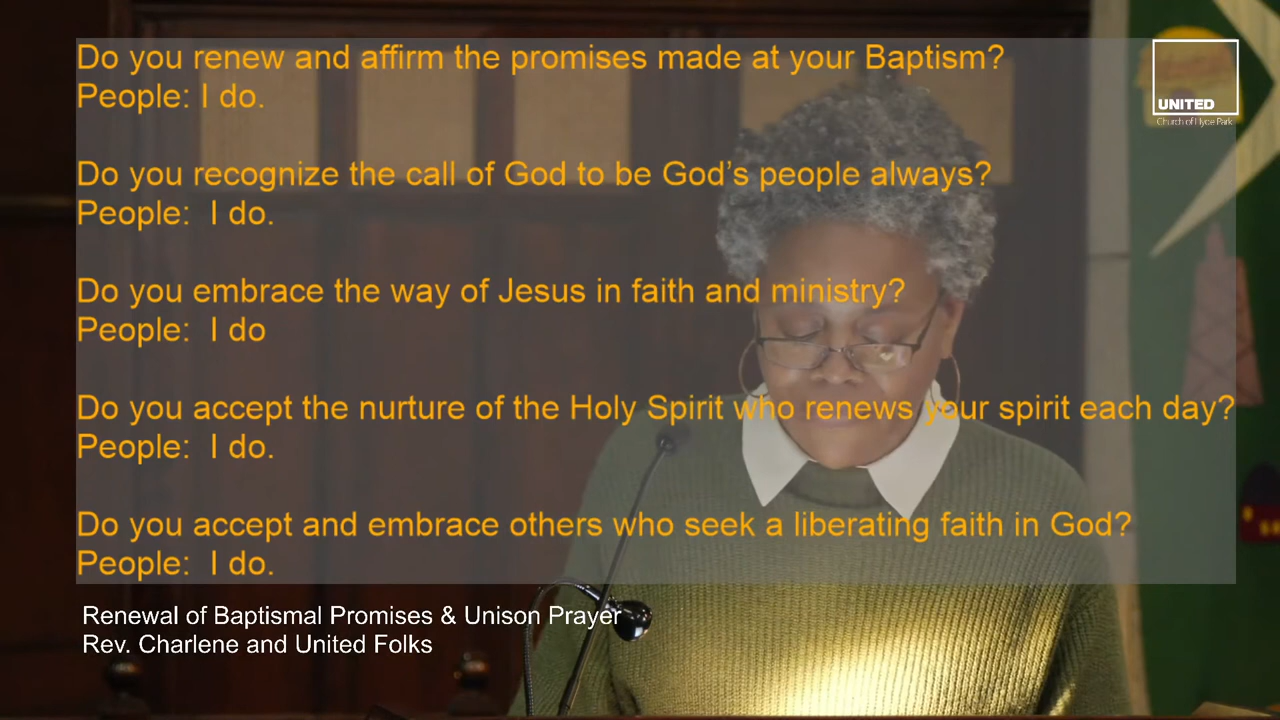 Do you renew and affirm the promises made at your Baptism?
People: I do.
Do you recognize the call of God to be God’s people always?
People:  I do.
Do you embrace the way of Jesus in faith and ministry?
People:  I do
Do you accept the nurture of the Holy Spirit who renews your spirit each day?
People:  I do.
Do you accept and embrace others who seek a liberating faith in God?
People:  I do.
Renewal of Baptismal Promises & Unison Prayer
Rev. Charlene and United Folks
UNITED
Church of Hyde Park